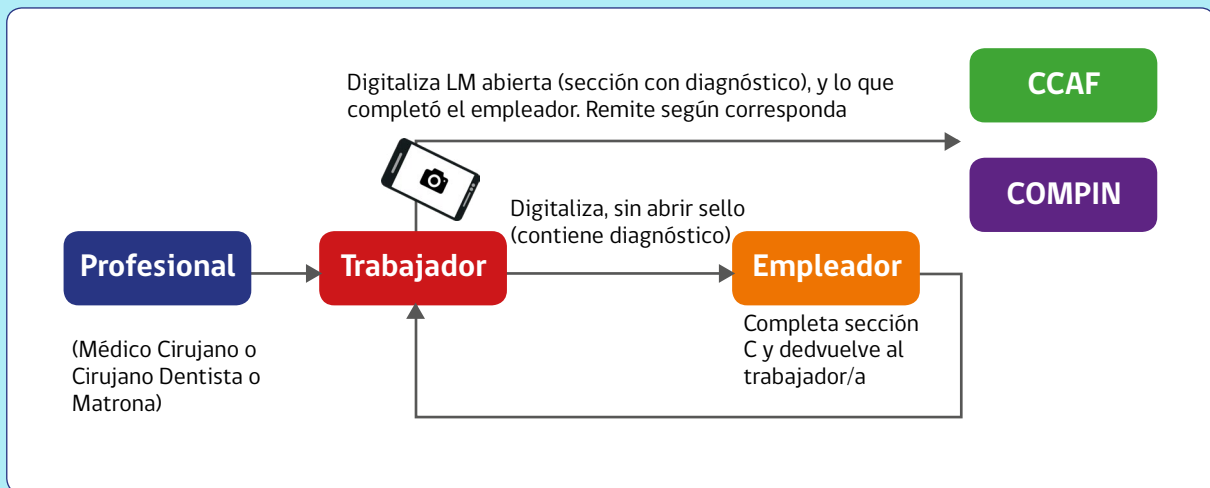 Digitaliza LM abierta (sección con diagnóstico), y lo que
completó el empleador. Remite según corresponda
CCAF
COMPIN
Digitaliza, sin abrir sello
(contiene diagnóstico)
Profesional
Trabajador
Empleador
(Médico Cirujano o
Cirujano Dentista o
Matrona)
Completa sección
C y dedvuelve al
trabajador/a